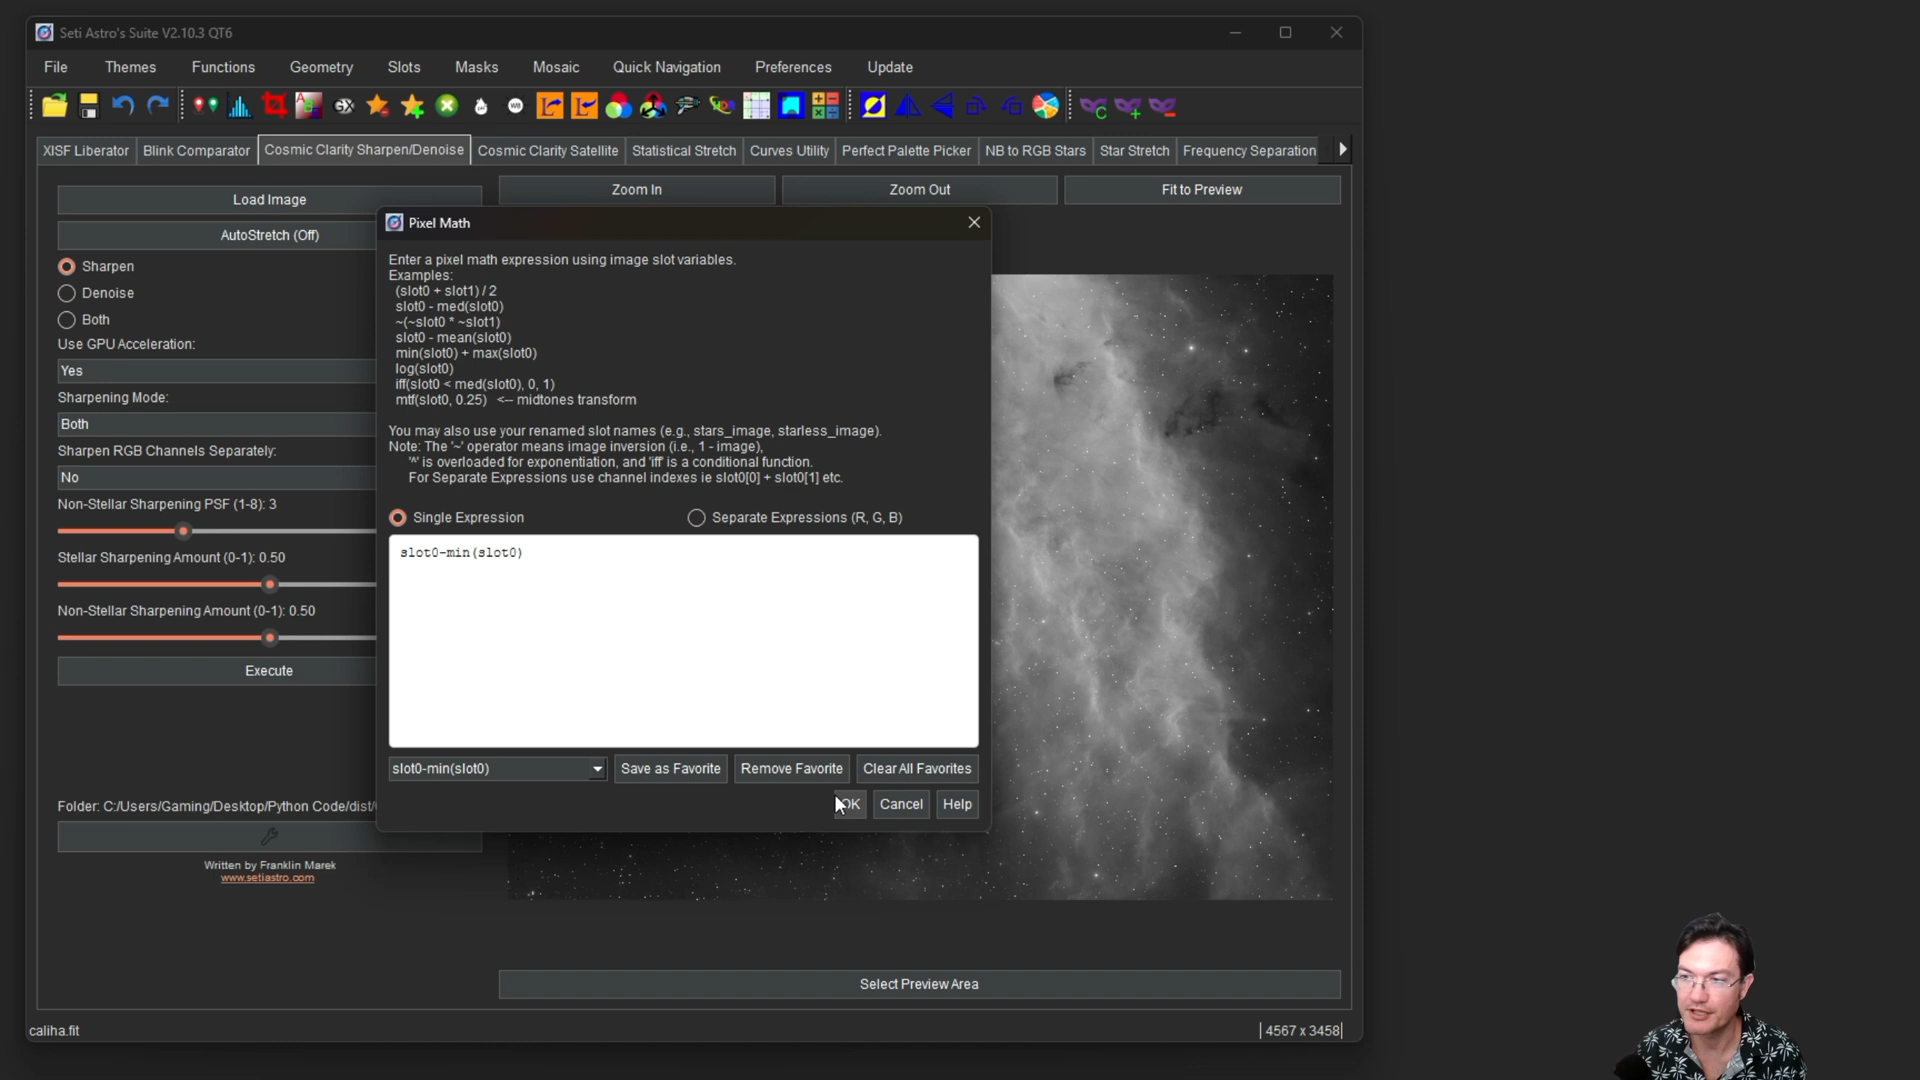 Seti Astro's Suite V2.10.3 QT6
File Themes Functions Geometry Slots Masks Mosaic Quick Navigation Preferences Update
XISF Liberator Blink Comparator Cosmic Clarity Sharpen/Denoise Cosmic Clarity Satellite Statistical Stretch Curves Utility Perfect Palette Picker NB to RGB Stars Star Stretch Frequency Separation
Load Image
Zoom In Zoom Out Fit to Preview
AutoStretch (Off)
Sharpen
Denoise
Both
Use GPU Acceleration:
Yes
Sharpening Mode:
Both
Sharpen RGB Channels Separately:
No
Non-Stellar Sharpening PSF (1-8): 3
Stellar Sharpening Amount (0-1): 0.50
Non-Stellar Sharpening Amount (0-1): 0.50
Execute
Folder: C:/Users/Gaming/Desktop/Python Code/dist/
Written by Franklin Marek
www.setiastro.com
Pixel Math
Enter a pixel math expression using image slot variables.
Examples:
(slot0 + slot1) / 2
slot0 - med(slot0)
~(~slot0 * ~slot1)
slot0 - mean(slot0)
min(slot0) + max(slot0)
log(slot0)
iff(slot0 < med(slot0), 0, 1)
mtf(slot0, 0.25) <-- midtones transform
You may also use your renamed slot names (e.g., stars_image, starless_image).
Note: The '~' operator means image inversion (i.e., 1 - image),
'^' is overloaded for exponentiation, and 'iff' is a conditional function.
For Separate Expressions use channel indexes ie slot0[0] + slot0[1] etc.
Single Expression Separate Expressions (R, G, B)
slot0-min(slot0)
slot0-min(slot0) Save as Favorite Remove Favorite Clear All Favorites
OK Cancel Help
Select Preview Area
caliha.fit 4567 x 3458